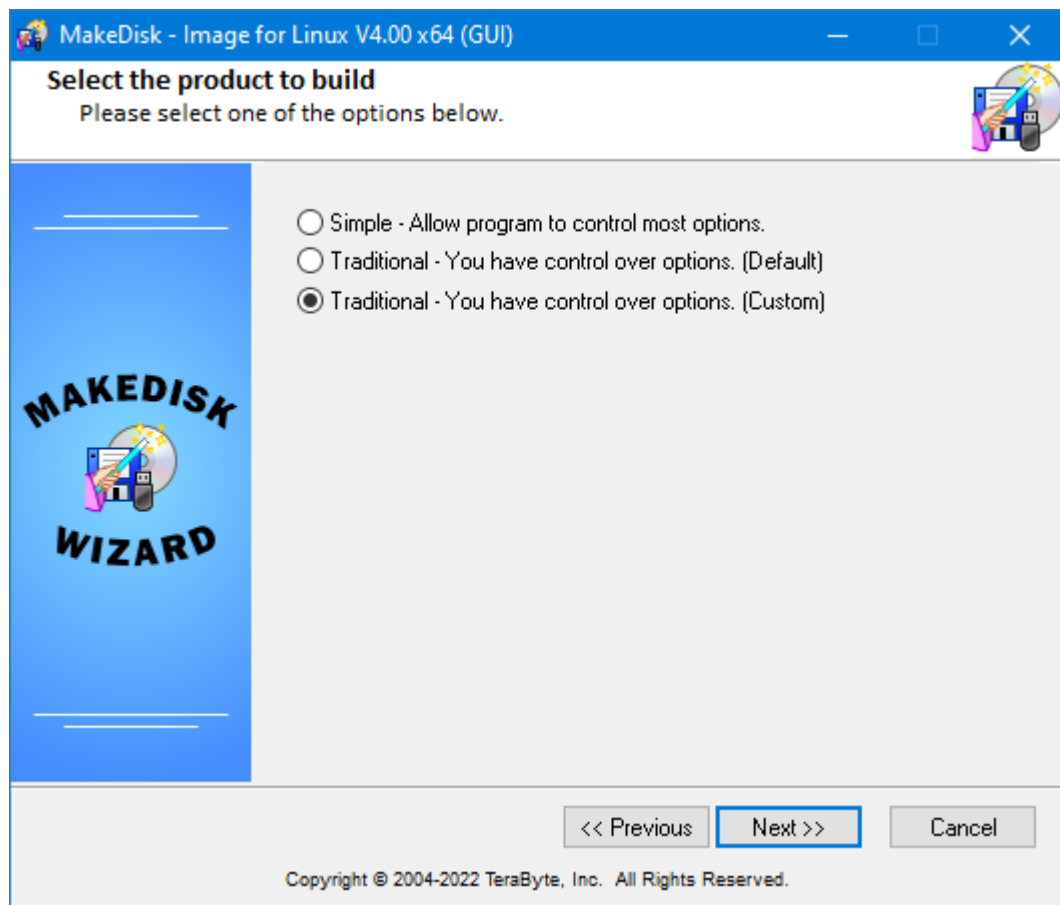 MakeDisk - Image for Linux V4.00 x64 (GUI)
Select the product to build
Please select one of the options below.
Simple - Allow program to control most options.
Traditional - You have control over options. (Default)
Traditional - You have control over options. (Custom)
MAKEDISK
WIZARD
<< Previous
Next >>
Cancel
Copyright © 2004-2022 TeraByte, Inc. All Rights Reserved.